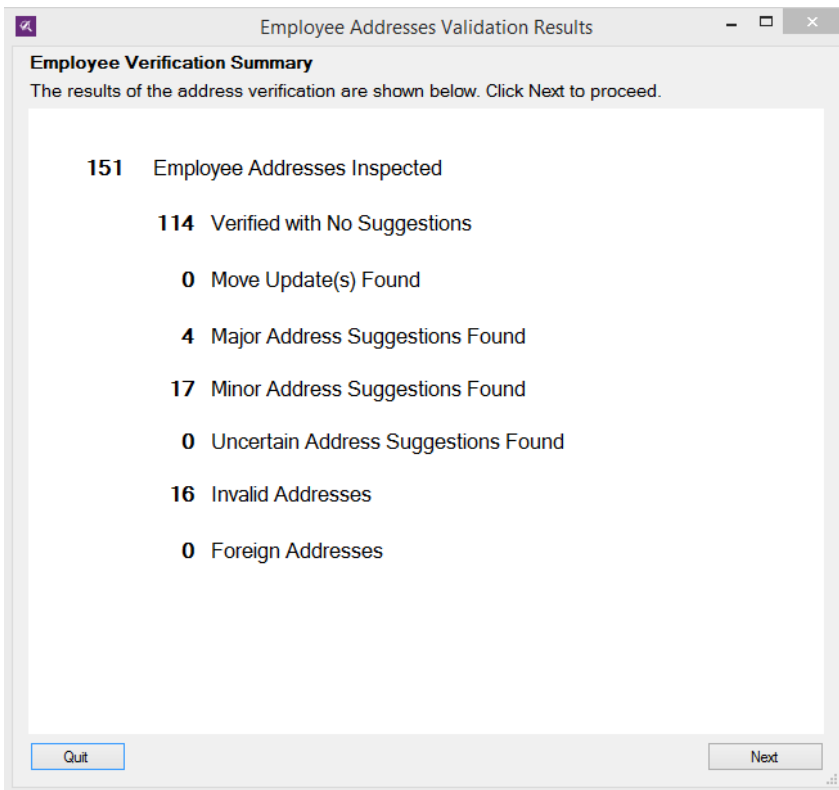 Employee Addresses Validation Results
Employee Verification Summary
The results of the address verification are shown below. Click Next to proceed.
151 Employee Addresses Inspected
114 Verified with No Suggestions
0 Move Update(s) Found
4 Major Address Suggestions Found
17 Minor Address Suggestions Found
0 Uncertain Address Suggestions Found
16 Invalid Addresses
0 Foreign Addresses
Quit Next